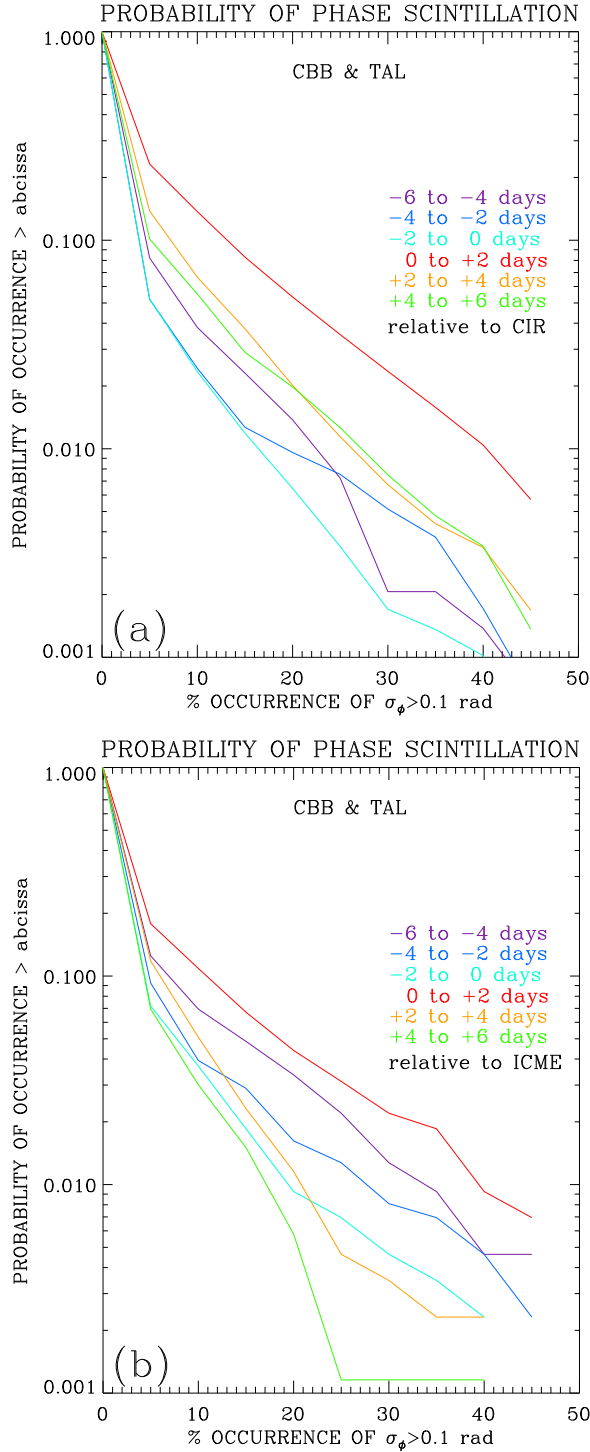 PROBABILITY OF PHASE SCINTILLATION
CBB & TAL
PROBABILITY OF OCCURRENCE > abcissa
1.000
0.100
0.010
0.001
−6 to −4 days
−4 to −2 days
−2 to 0 days
0 to +2 days
+2 to +4 days
+4 to +6 days
relative to CIR
(a)
0 10 20 30 40 50
% OCCURRENCE OF σϕ>0.1 rad
PROBABILITY OF PHASE SCINTILLATION
CBB & TAL
PROBABILITY OF OCCURRENCE > abcissa
1.000
0.100
0.010
0.001
−6 to −4 days
−4 to −2 days
−2 to 0 days
0 to +2 days
+2 to +4 days
+4 to +6 days
relative to ICME
(b)
0 10 20 30 40 50
% OCCURRENCE OF σϕ>0.1 rad